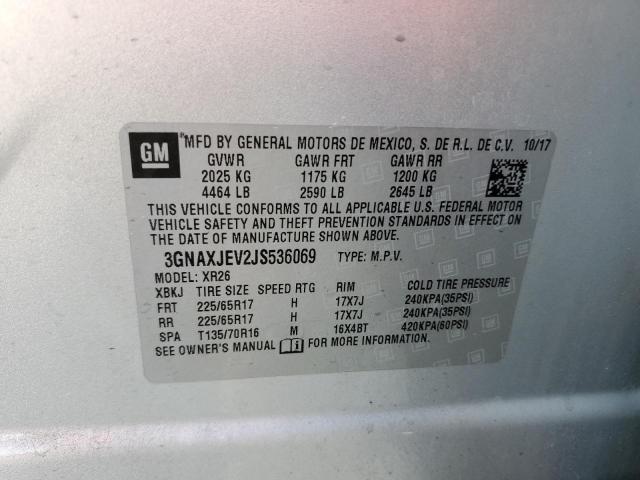 GM
MFD BY GENERAL MOTORS DE MEXICO, S. DE R.L. DE C.V. 10/17
GVWR GAWR FRT GAWR RR
2025 KG 1175 KG 1200 KG
4464 LB 2590 LB 2645 LB
THIS VEHICLE CONFORMS TO ALL APPLICABLE U.S. FEDERAL MOTOR
VEHICLE SAFETY AND THEFT PREVENTION STANDARDS IN EFFECT ON
THE DATE OF MANUFACTURE SHOWN ABOVE.
3GNAXJEV2JS536069 TYPE: M.P.V.
MODEL: XR26
XBKJ TIRE SIZE SPEED RTG RIM COLD TIRE PRESSURE
FRT 225/65R17 H 17X7J 240KPA(35PSI)
RR 225/65R17 H 17X7J 240KPA(35PSI)
SPA T135/70R16 M 16X4BT 420KPA(60PSI)
SEE OWNER'S MANUAL FOR MORE INFORMATION.